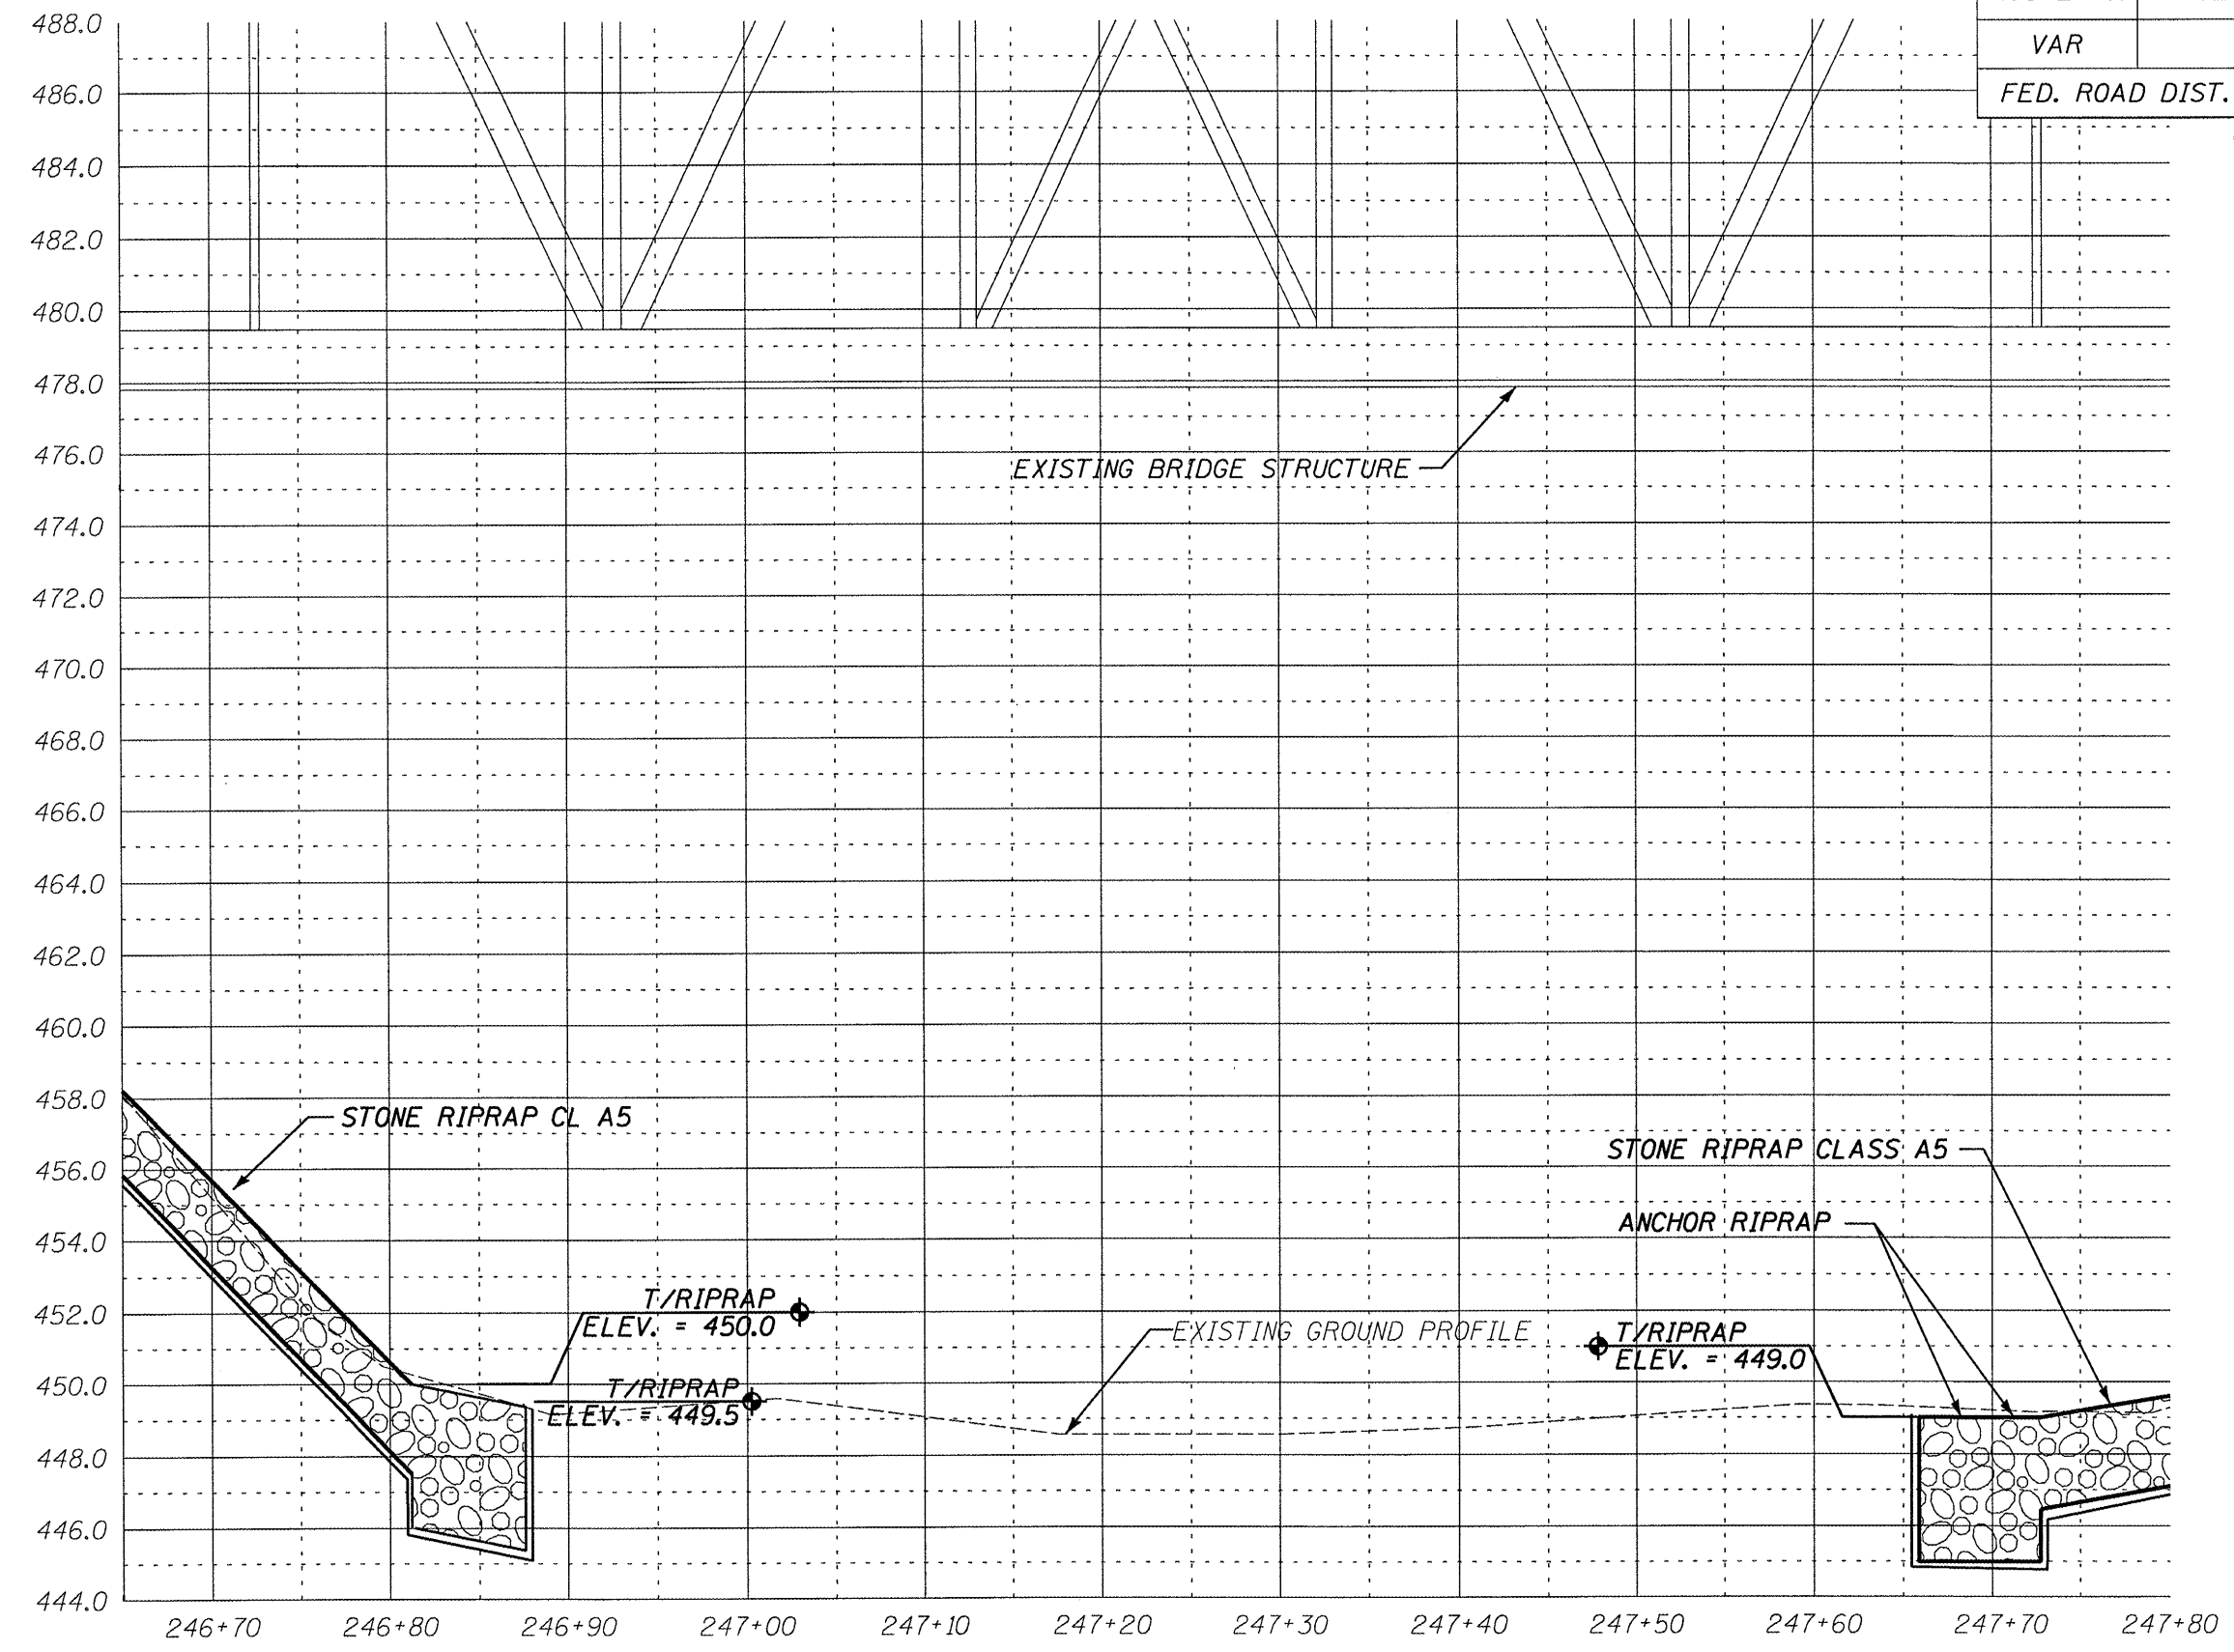 VAR
FED. ROAD DIST.
488.0
486.0
484.0
482.0
480.0
478.0
476.0
474.0
472.0
470.0
468.0
466.0
464.0
462.0
460.0
458.0
456.0
454.0
452.0
450.0
448.0
446.0
444.0
EXISTING BRIDGE STRUCTURE
STONE RIPRAP CL A5
STONE RIPRAP CLASS A5
ANCHOR RIPRAP
T/RIPRAP
ELEV. = 450.0
EXISTING GROUND PROFILE
T/RIPRAP
ELEV. = 449.0
T/RIPRAP
ELEV. = 449.5
246+70 246+80 246+90 247+00 247+10 247+20 247+30 247+40 247+50 247+60 247+70 247+80